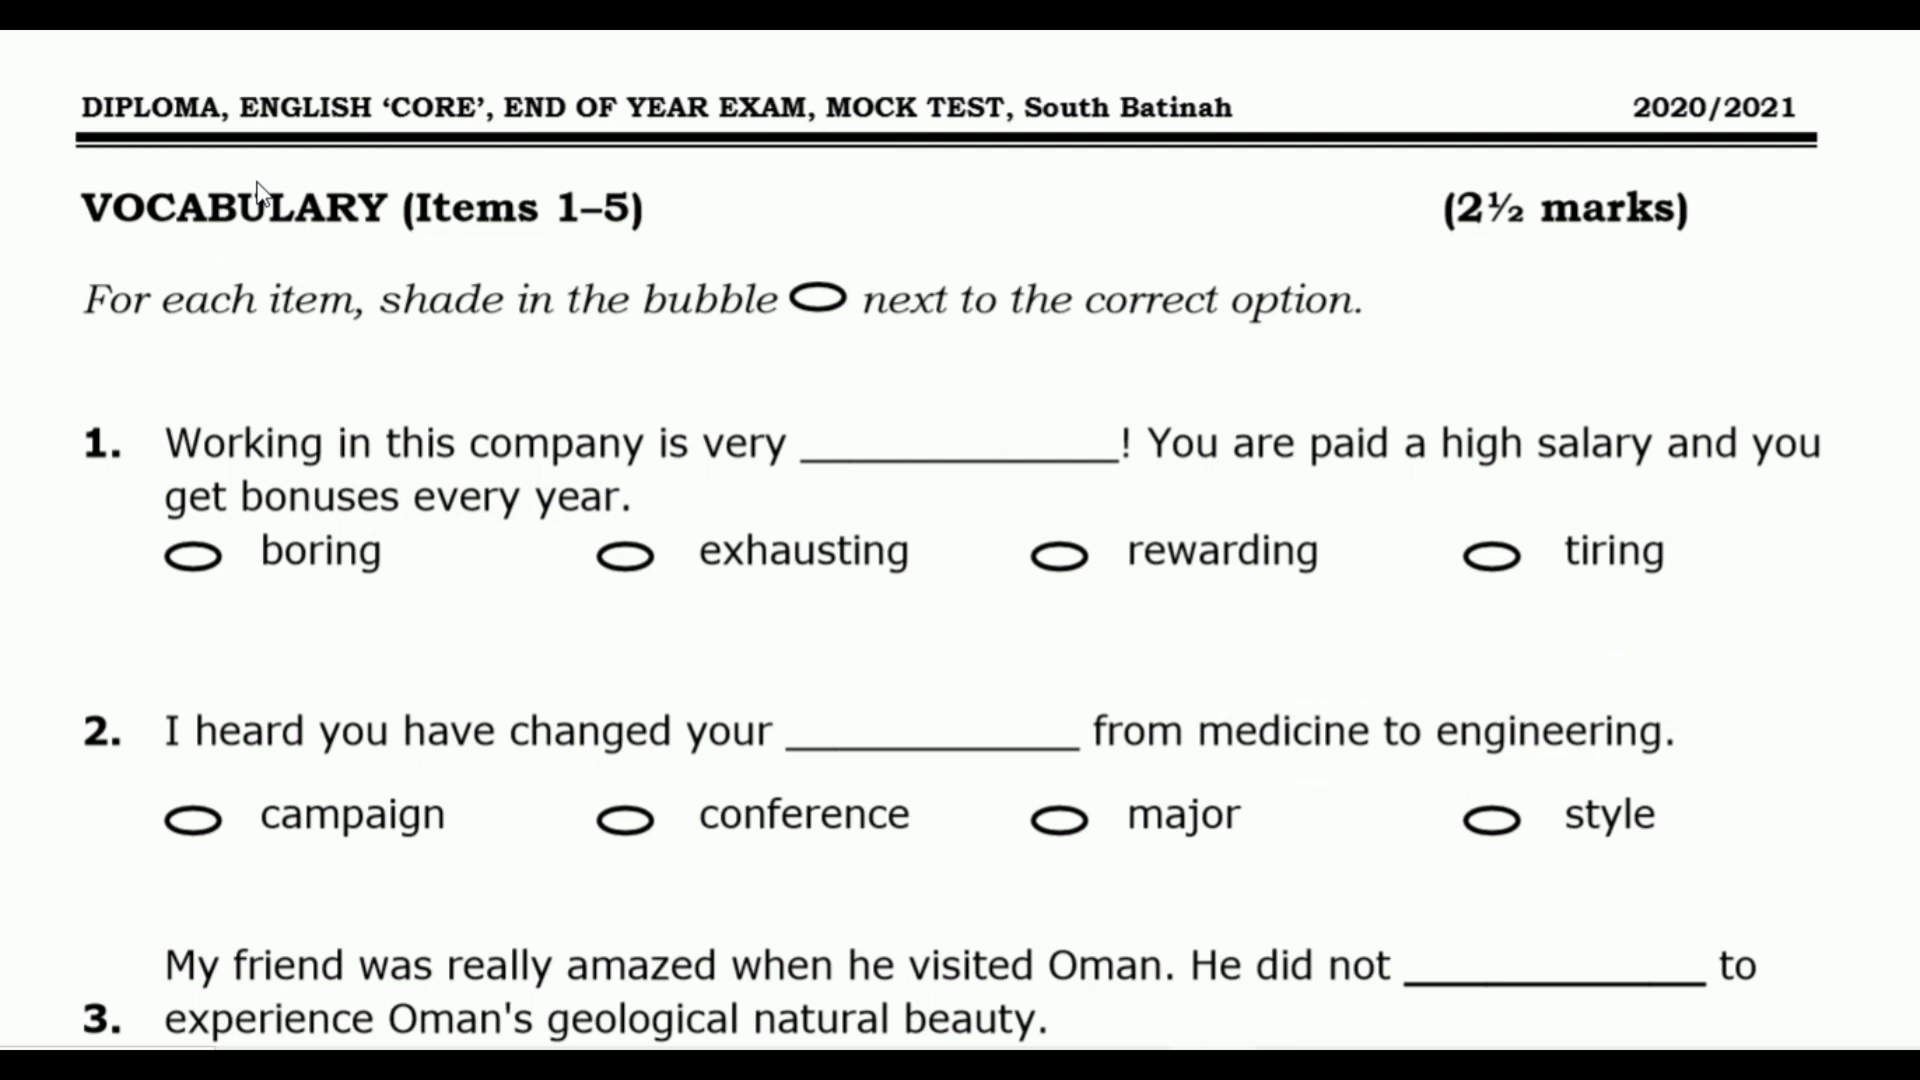 DIPLOMA, ENGLISH ‘CORE’, END OF YEAR EXAM, MOCK TEST, South Batinah 2020/2021
VOCABULARY (Items 1–5) (2½ marks)
For each item, shade in the bubble next to the correct option.
1. Working in this company is very ______________! You are paid a high salary and you
get bonuses every year.
boring exhausting rewarding tiring
2. I heard you have changed your _____________ from medicine to engineering.
campaign conference major style
My friend was really amazed when he visited Oman. He did not _____________ to
3. experience Oman's geological natural beauty.